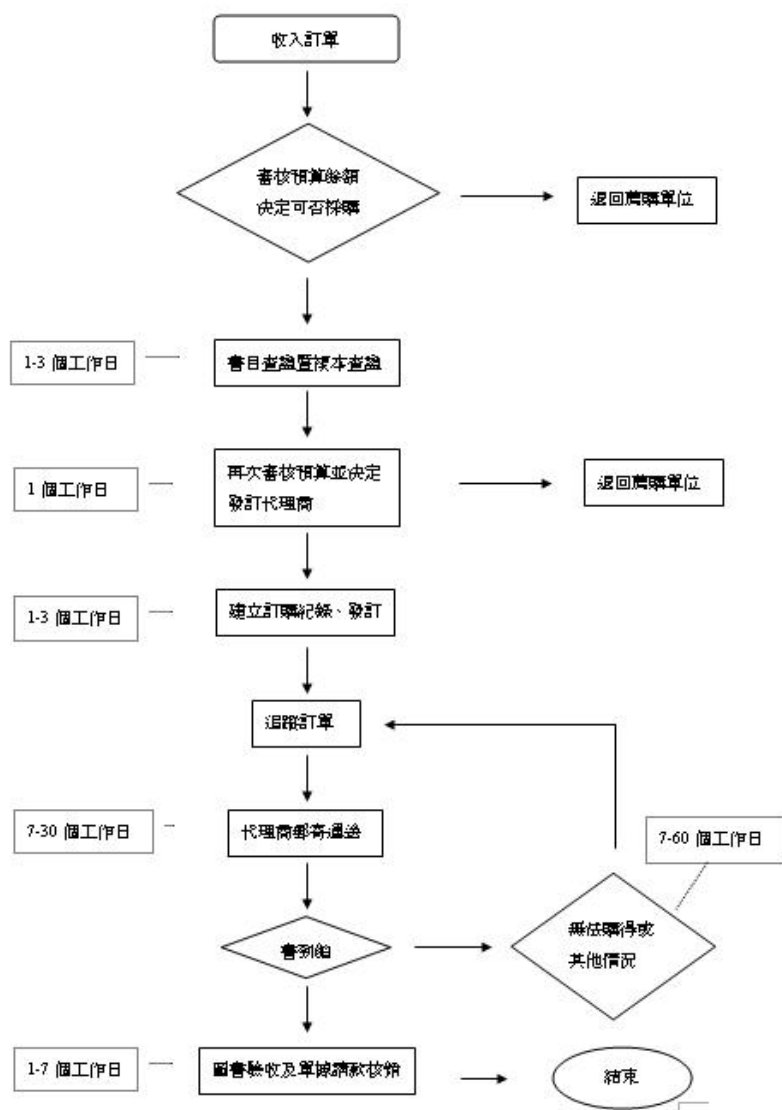 收入訂單
審核預算餘額
決定可否採購
退回薦購單位
1-3 個工作日
書目查證暨複本查證
再次審核預算並決定
發訂代理商
1 個工作日
退回薦購單位
建立訂購紀錄、發訂
1-3 個工作日
追蹤訂單
7-30 個工作日
代理商郵寄運送
7-60 個工作日
書到館
無法購得或
其他情況
1-7 個工作日
圖書驗收及單據請款核銷
結束